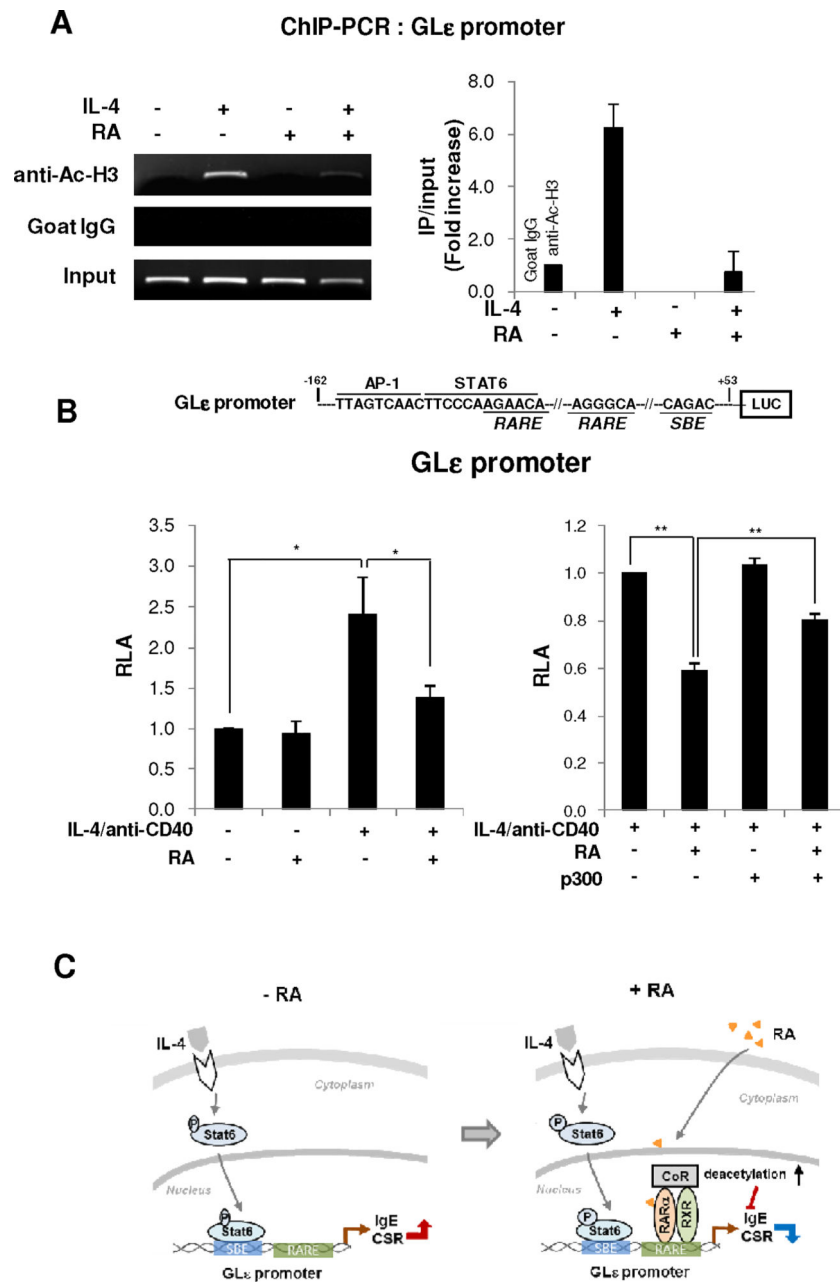 A
ChIP-PCR : GLε promoter
IL-4 - + - +
RA - - + +
anti-Ac-H3
Goat IgG
Input
IP/input
(Fold increase)
8.0
6.0
4.0
2.0
0.0
Goat IgG
anti-Ac-H3
IL-4 - + - +
RA - - + +
B
GLε promoter
-162
AP-1
STAT6
+53
----TTAGTCAACTTCCCAAGAACA--//--AGGGCA--//--CAGAC-----
RARE
RARE
SBE
LUC
GLε promoter
RLA
3.5
3.0
2.5
2.0
1.5
1.0
0.5
0.0
*
*
IL-4/anti-CD40 - - + +
RA - + - +
RLA
1.2
1.0
0.8
0.6
0.4
0.2
0.0
**
**
IL-4/anti-CD40 + + + +
RA - + - +
p300 - - + +
C
- RA
IL-4
Cytoplasm
P
Stat6
Nucleus
P
Stat6
SBE
RARE
IgE
CSR
GLε promoter
+ RA
IL-4
RA
Cytoplasm
P
Stat6
Nucleus
CoR
deacetylation
P
Stat6
RARα
RXR
SBE
RARE
IgE
CSR
GLε promoter